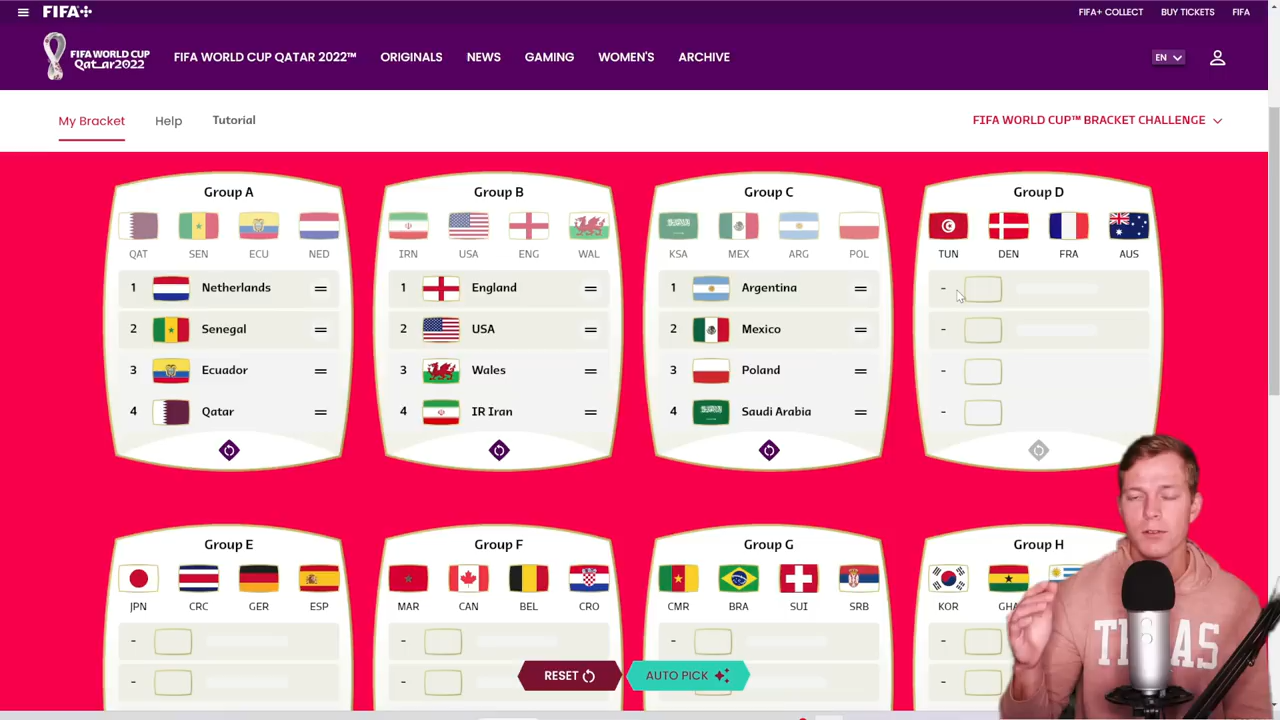 FIFA+
FIFA+ COLLECT
BUY TICKETS
FIFA
FIFA WORLD CUP
Qatar2022
FIFA WORLD CUP QATAR 2022™
ORIGINALS
NEWS
GAMING
WOMEN'S
ARCHIVE
EN
My Bracket
Help
Tutorial
FIFA WORLD CUP™ BRACKET CHALLENGE
Group A
QAT SEN ECU NED
1 Netherlands
2 Senegal
3 Ecuador
4 Qatar
Group B
IRN USA ENG WAL
1 England
2 USA
3 Wales
4 IR Iran
Group C
KSA MEX ARG POL
1 Argentina
2 Mexico
3 Poland
4 Saudi Arabia
Group D
TUN DEN FRA AUS
-
-
-
-
Group E
JPN CRC GER ESP
-
-
Group F
MAR CAN BEL CRO
-
-
Group G
CMR BRA SUI SRB
-
-
Group H
KOR GHA
-
-
RESET
AUTO PICK